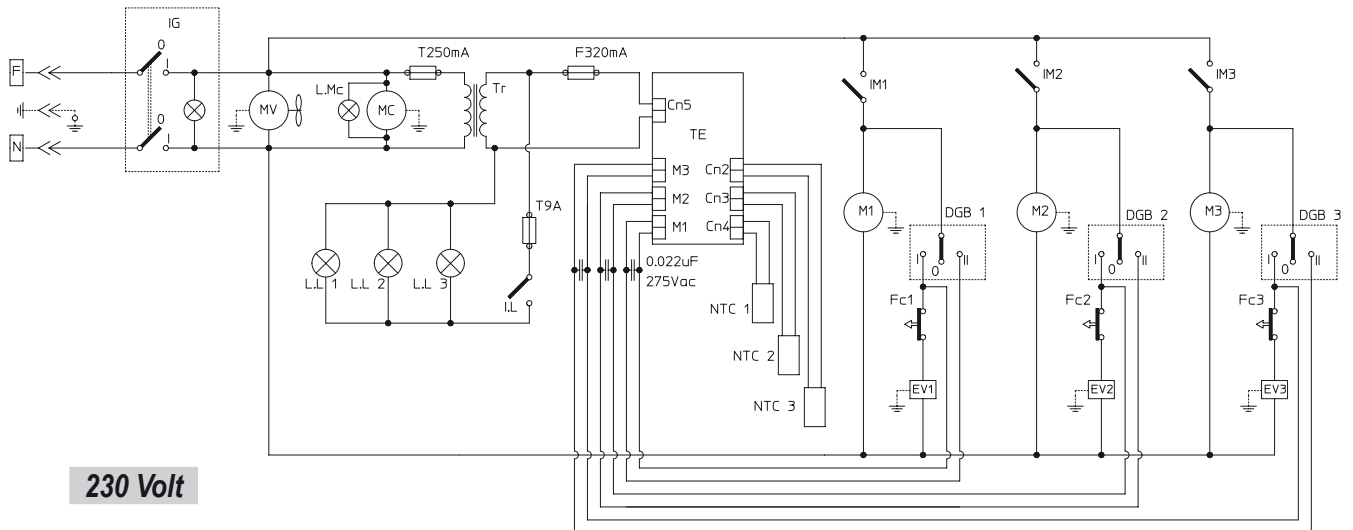 IG
T250mA
F320mA
0
I
F
L.Mc
Tr
IM1
IM2
IM3
MV
MC
Cn5
TE
0
I
N
M3
Cn2
M2
Cn3
M1
Cn4
T9A
M1
DGB 1
M2
DGB 2
M3
DGB 3
I
0
II
I
0
II
I
0
II
L.L 1
L.L 2
L.L 3
I.L
0.022uF
275Vac
NTC 1
NTC 2
NTC 3
Fc1
Fc2
Fc3
EV1
EV2
EV3
230 Volt